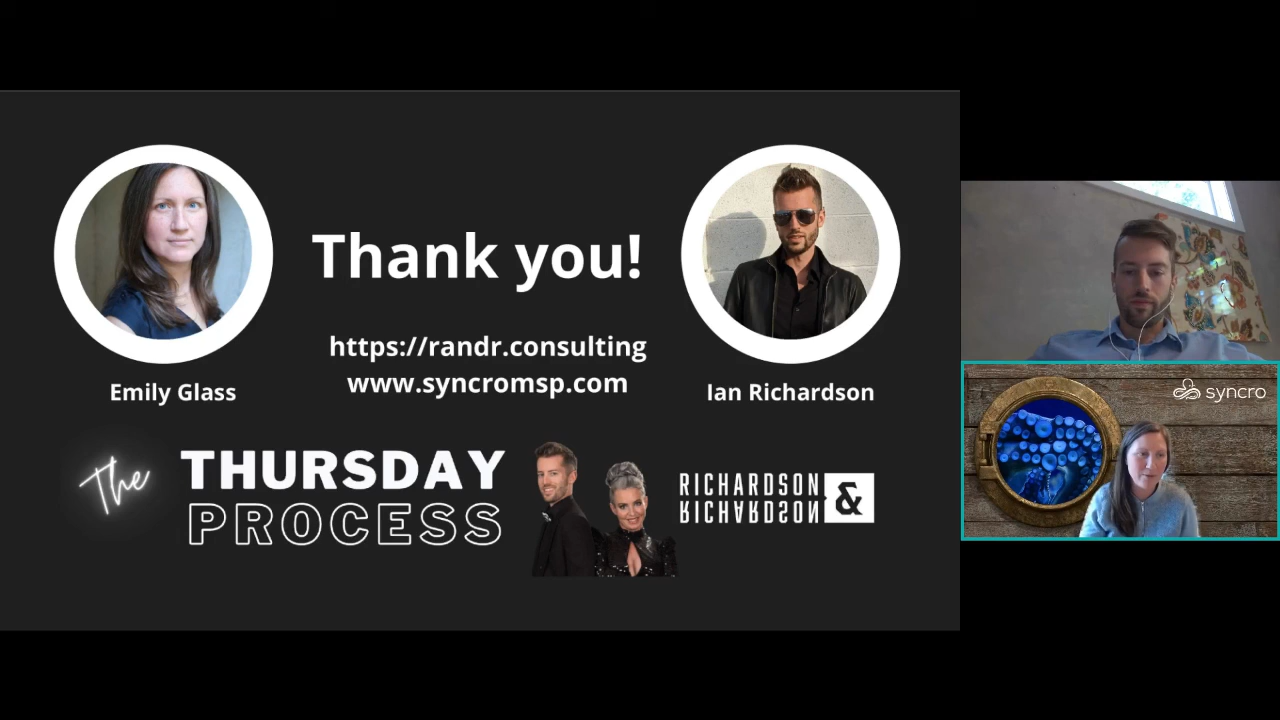 Thank you!
https://randr.consulting
www.syncromsp.com
Emily Glass
Ian Richardson
The
THURSDAY
PROCESS
RICHARDSON
RICHARDSON
&
syncro